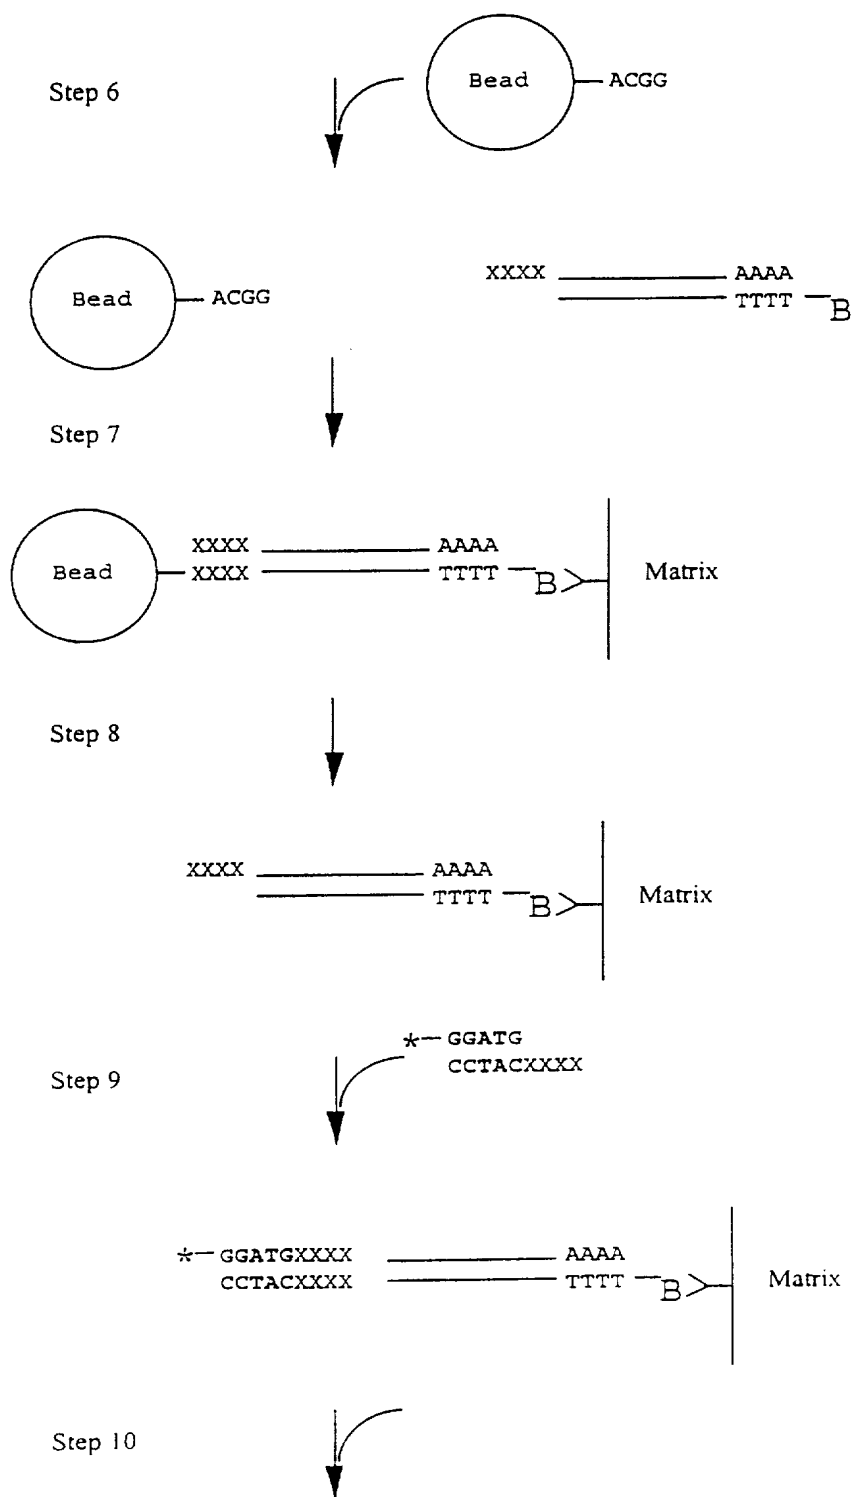 Step 6
Bead ACGG
Bead ACGG
XXXX AAAA
TTTT B
Step 7
XXXX AAAA
Bead XXXX TTTT B Matrix
Step 8
XXXX AAAA
TTTT B Matrix
*— GGATG
CCTACXXXX
Step 9
*— GGATGXXXX AAAA
CCTACXXXX TTTT B Matrix
Step 10